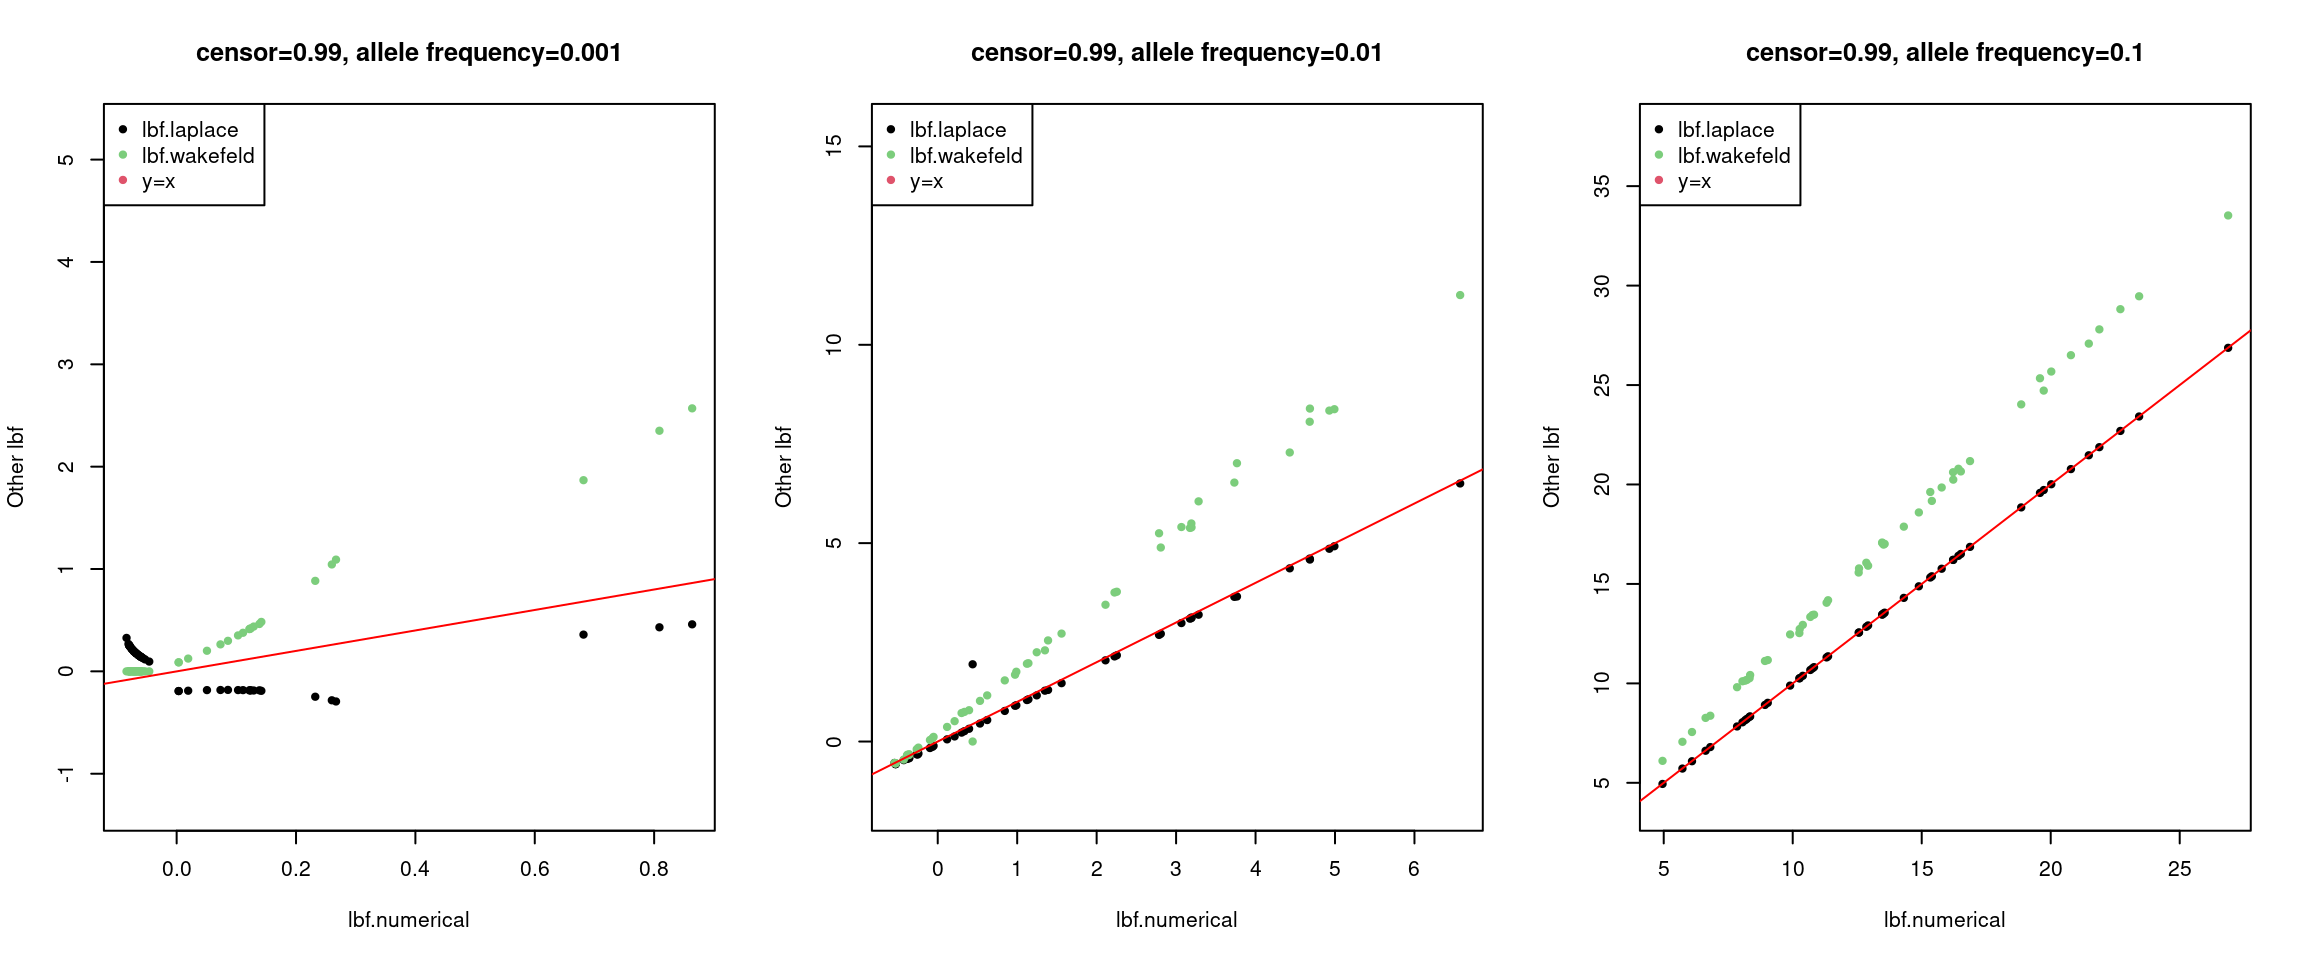 censor=0.99, allele frequency=0.001
lbf.laplace
lbf.wakefeld
y=x
5
4
3
2
1
0
-1
Other lbf
0.0 0.2 0.4 0.6 0.8
lbf.numerical
censor=0.99, allele frequency=0.01
lbf.laplace
lbf.wakefeld
y=x
15
10
5
0
Other lbf
0 1 2 3 4 5 6
lbf.numerical
censor=0.99, allele frequency=0.1
lbf.laplace
lbf.wakefeld
y=x
35
30
25
20
15
10
5
Other lbf
5 10 15 20 25
lbf.numerical